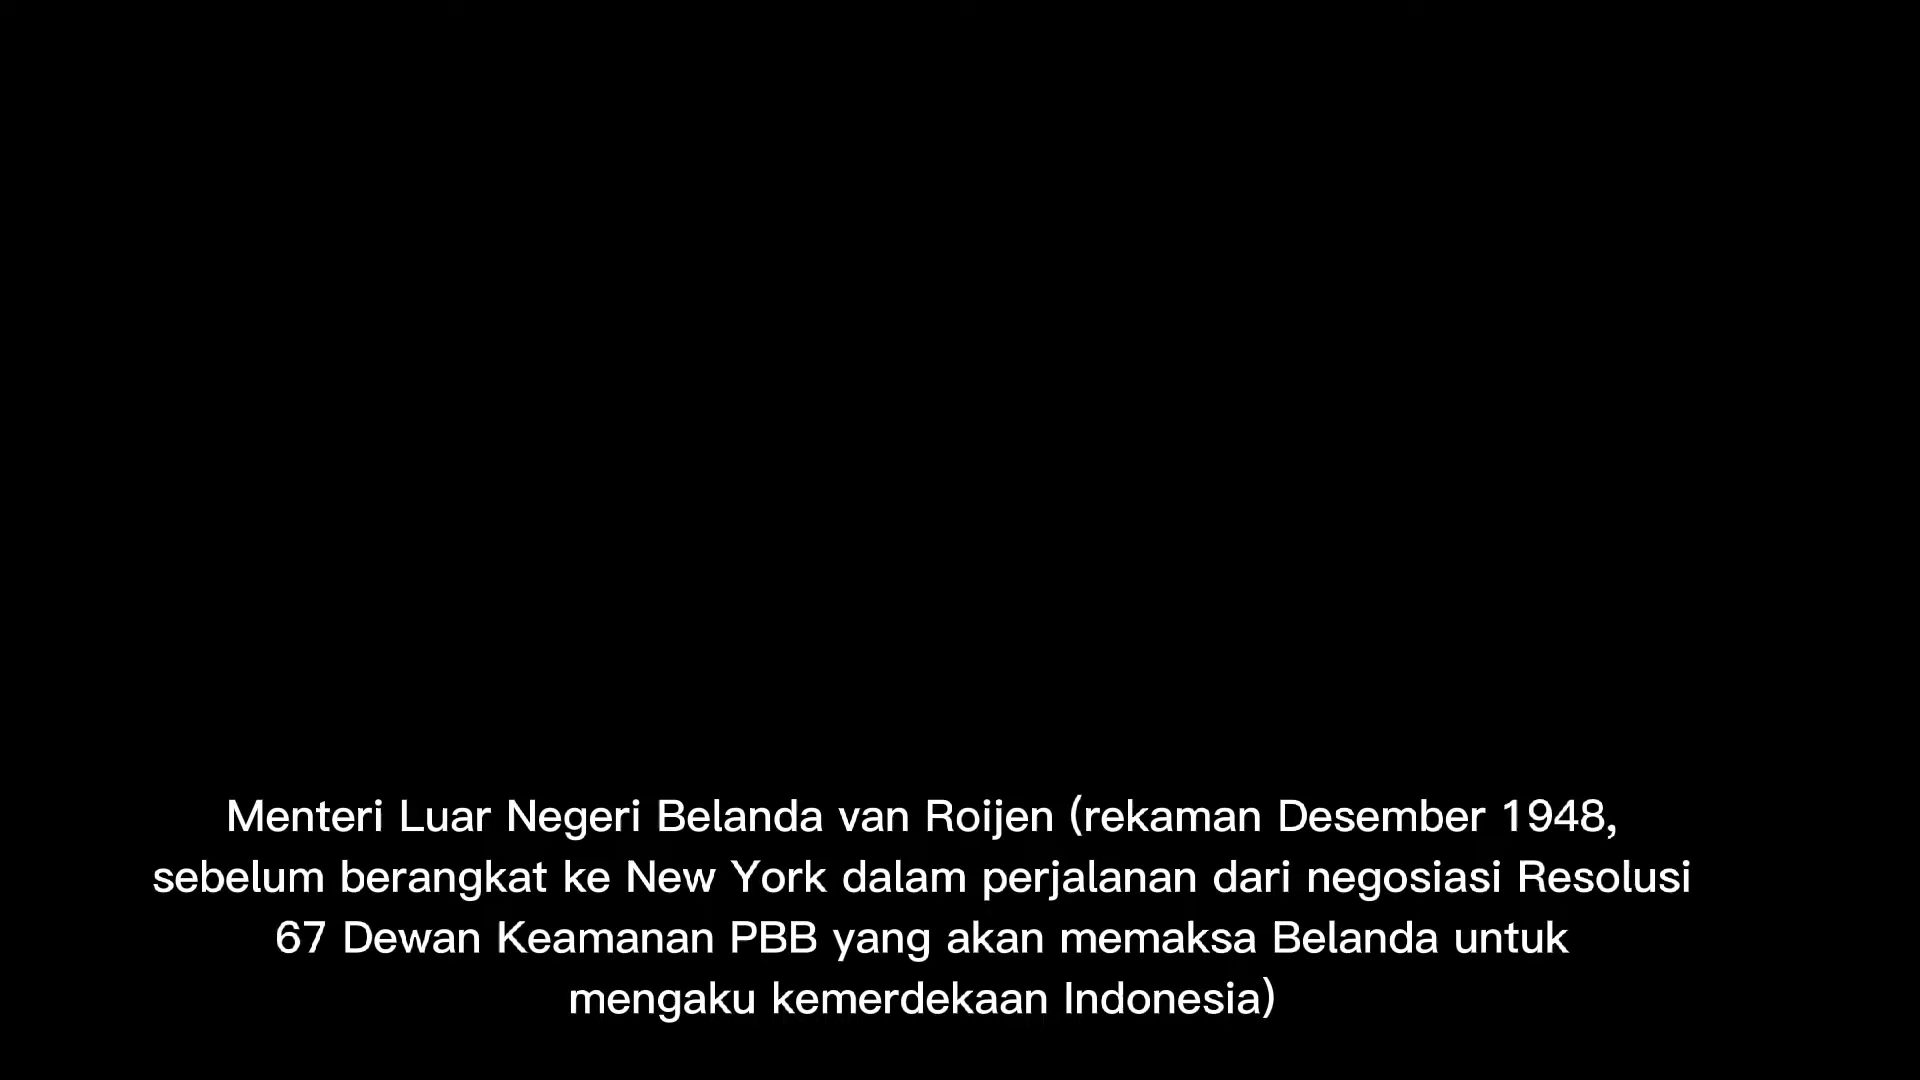 Menteri Luar Negeri Belanda van Roijen (rekaman Desember 1948,
sebelum berangkat ke New York dalam perjalanan dari negosiasi Resolusi
67 Dewan Keamanan PBB yang akan memaksa Belanda untuk
mengaku kemerdekaan Indonesia)